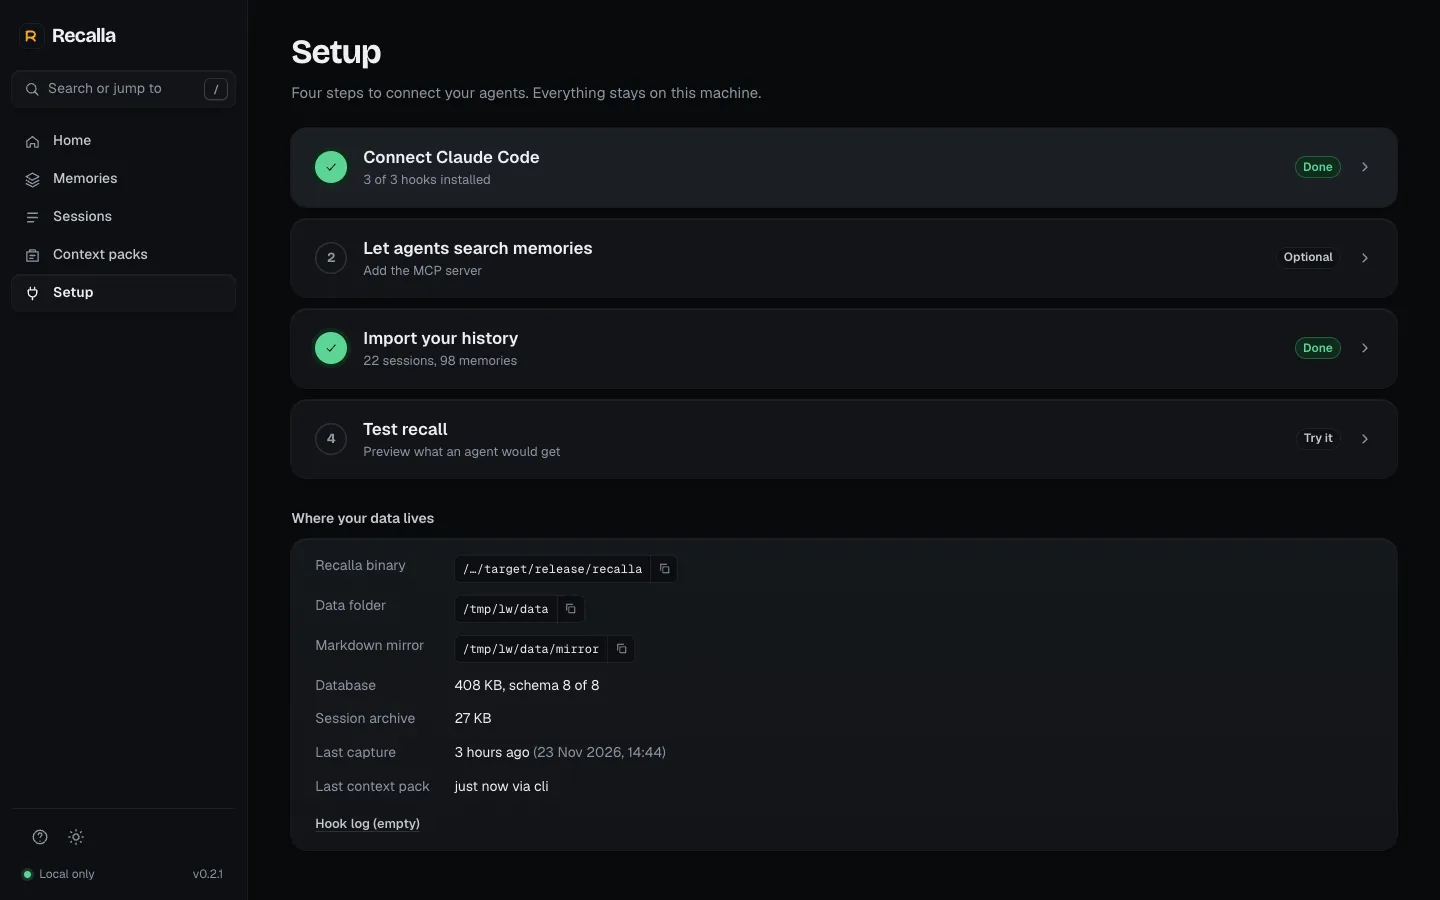 R Recalla
Search or jump to /
Home
Memories
Sessions
Context packs
Setup
Local only v0.2.1
Setup
Four steps to connect your agents. Everything stays on this machine.
Connect Claude Code
3 of 3 hooks installed
Done
2
Let agents search memories
Add the MCP server
Optional
Import your history
22 sessions, 98 memories
Done
4
Test recall
Preview what an agent would get
Try it
Where your data lives
Recalla binary /…/target/release/recalla
Data folder /tmp/lw/data
Markdown mirror /tmp/lw/data/mirror
Database 408 KB, schema 8 of 8
Session archive 27 KB
Last capture 3 hours ago (23 Nov 2026, 14:44)
Last context pack just now via cli
Hook log (empty)